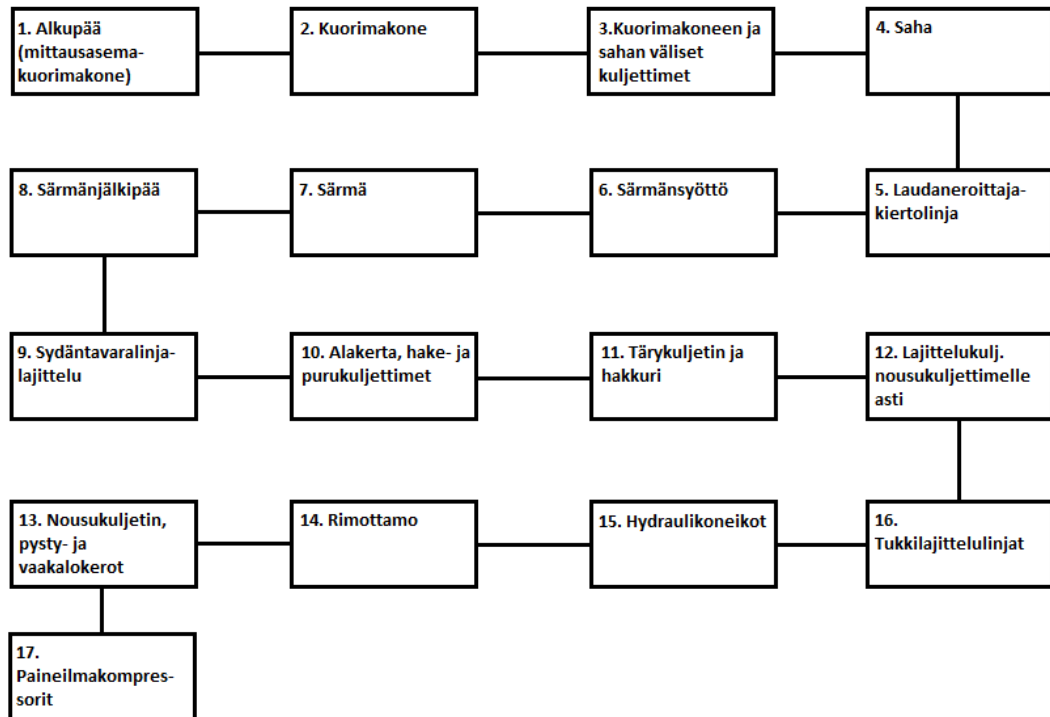 1. Alkupää
(mittausasema-
kuorimakone)
2. Kuorimakone
3.Kuorimakoneen ja
sahan väliset
kuljettimet
4. Saha
8. Särmänjälkipää
7. Särmä
6. Särmänsyöttö
5. Laudaneroittaja-
kiertolinja
9. Sydäntavaralinja-
lajittelu
10. Alakerta, hake- ja
purukuljettimet
11. Tärykuljetin ja
hakkuri
12. Lajittelukulj.
nousukuljettimelle
asti
13. Nousukuljetin,
pysty- ja
vaakalokerot
14. Rimottamo
15. Hydraulikoneikot
16.
Tukkilajittelulinjat
17.
Paineilmakompres-
sorit